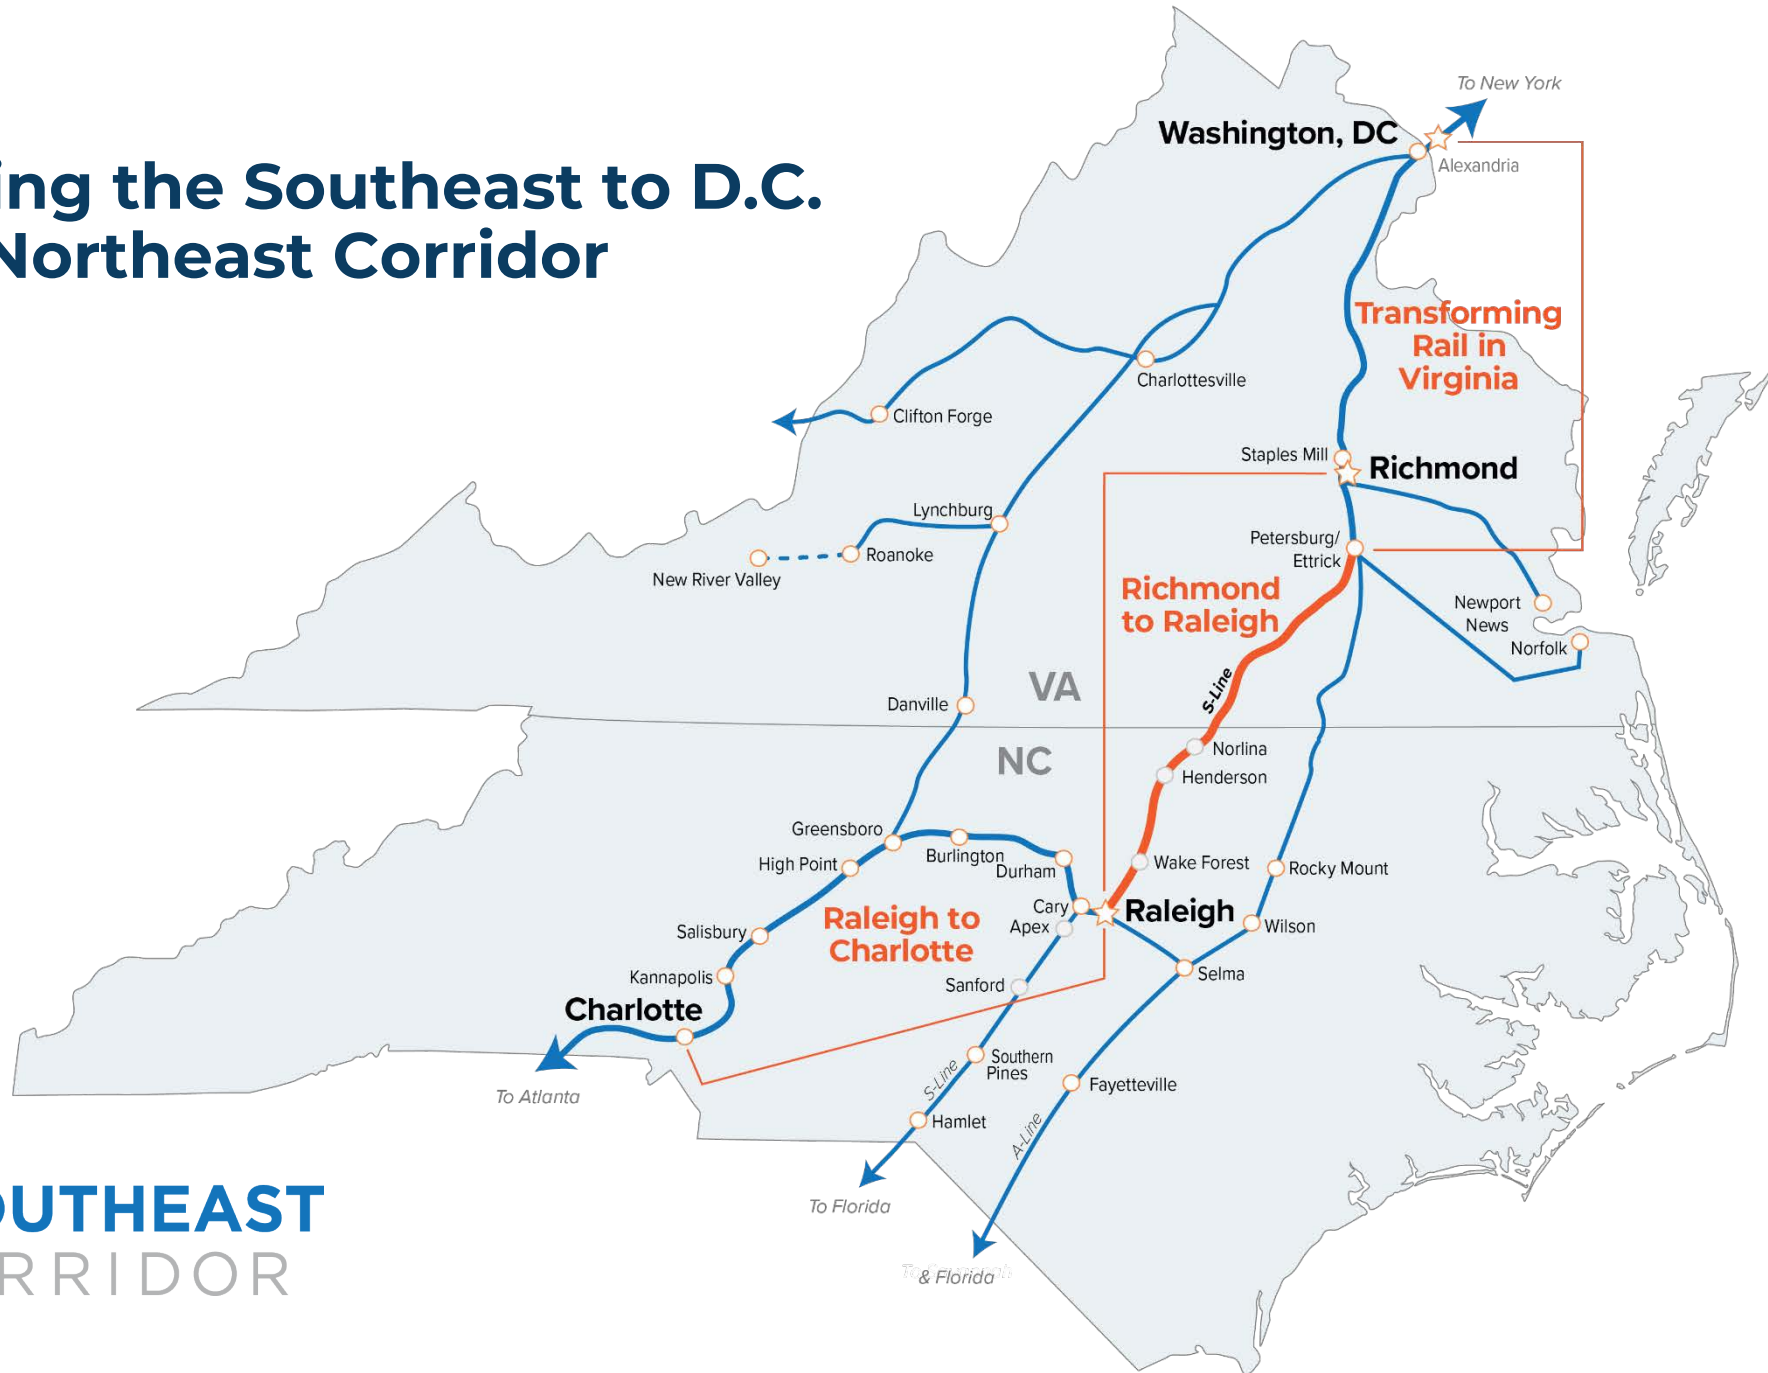 ing the Southeast to D.C.
Northeast Corridor
To New York
Washington, DC
Alexandria
Transforming
Rail in
Virginia
Charlottesville
Clifton Forge
Staples Mill
Richmond
Lynchburg
Roanoke
New River Valley
Petersburg/
Ettrick
Richmond
to Raleigh
Newport
News
Norfolk
S-Line
VA
Danville
NC
Norlina
Henderson
Greensboro
Burlington
High Point
Durham
Wake Forest
Rocky Mount
Cary
Raleigh
Apex
Raleigh to
Charlotte
Wilson
Salisbury
Selma
Kannapolis
Sanford
Charlotte
Southern
Pines
S-Line
Fayetteville
To Atlanta
Hamlet
A-Line
To Florida
& Florida
OUTHEAST
RRIDOR